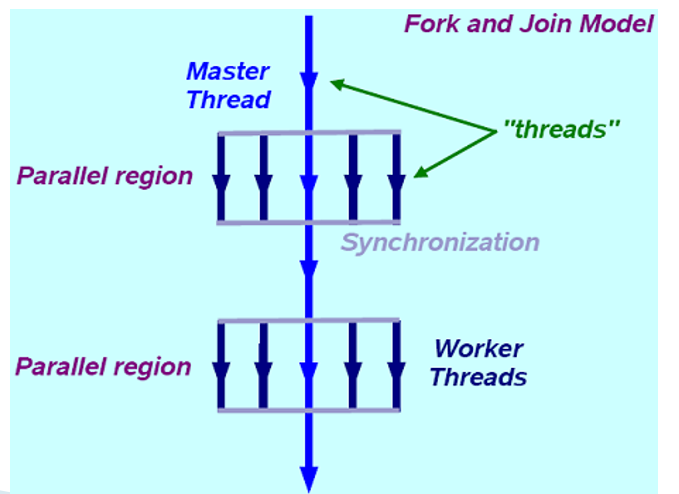 Fork and Join Model
Master
Thread
"threads"
Parallel region
Synchronization
Parallel region
Worker
Threads